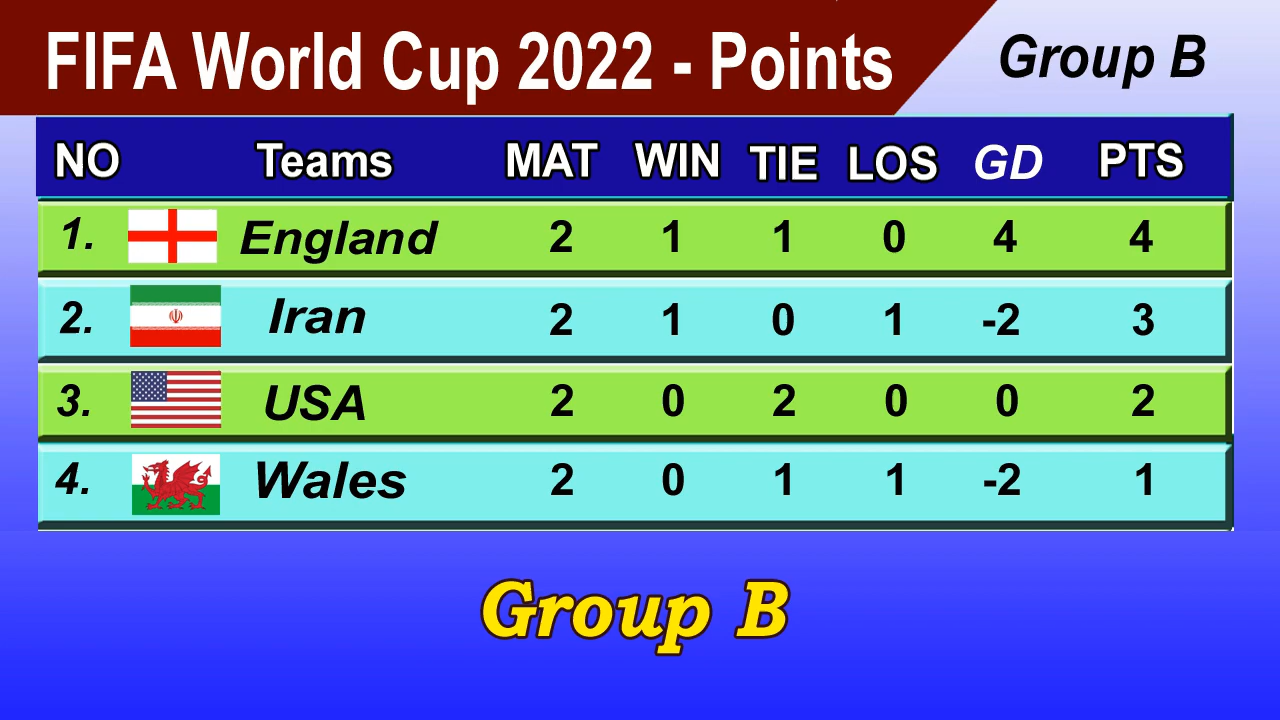 FIFA World Cup 2022 - Points Group B
NO Teams MAT WIN TIE LOS GD PTS
1. England 2 1 1 0 4 4
2. Iran 2 1 0 1 -2 3
3. USA 2 0 2 0 0 2
4. Wales 2 0 1 1 -2 1
Group B